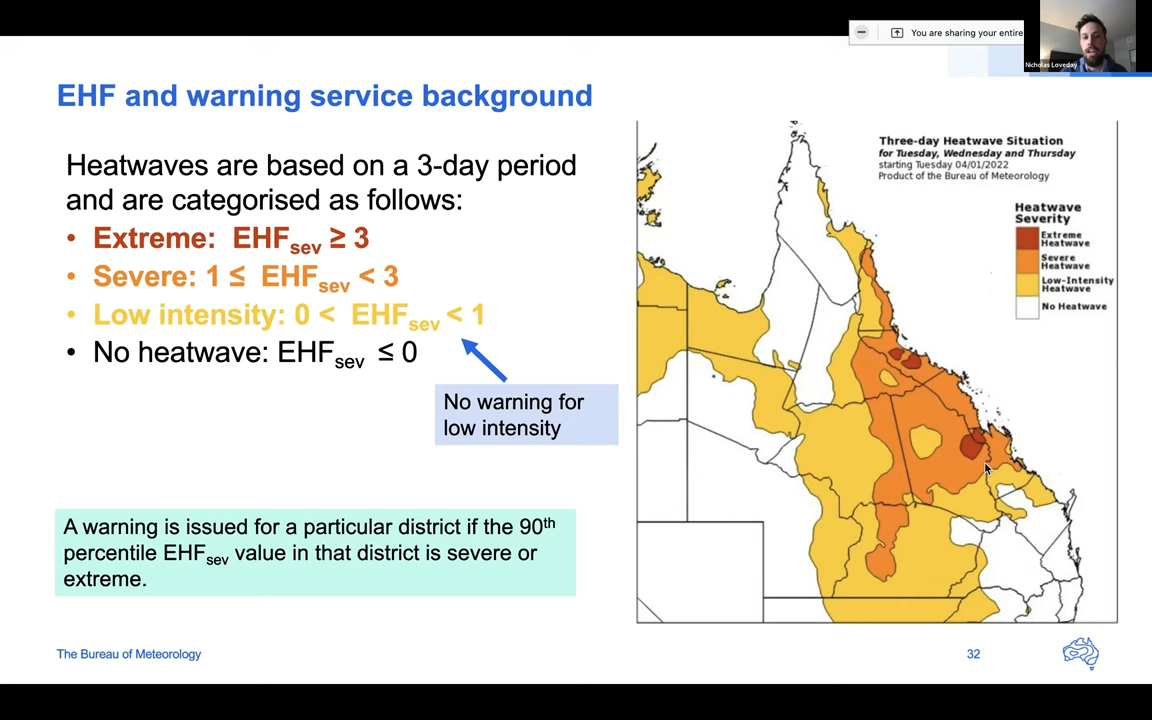 You are sharing your entire
Nicholas Loveday
EHF and warning service background
Heatwaves are based on a 3-day period
and are categorised as follows:
• Extreme: EHFsev ≥ 3
• Severe: 1 ≤ EHFsev < 3
• Low intensity: 0 < EHFsev < 1
• No heatwave: EHFsev ≤ 0
No warning for
low intensity
A warning is issued for a particular district if the 90th
percentile EHFsev value in that district is severe or
extreme.
Three-day Heatwave Situation
for Tuesday, Wednesday and Thursday
starting Tuesday 04/01/2022
Product of the Bureau of Meteorology
Heatwave
Severity
Extreme
Heatwave
Severe
Heatwave
Low-Intensity
Heatwave
No Heatwave
The Bureau of Meteorology
32